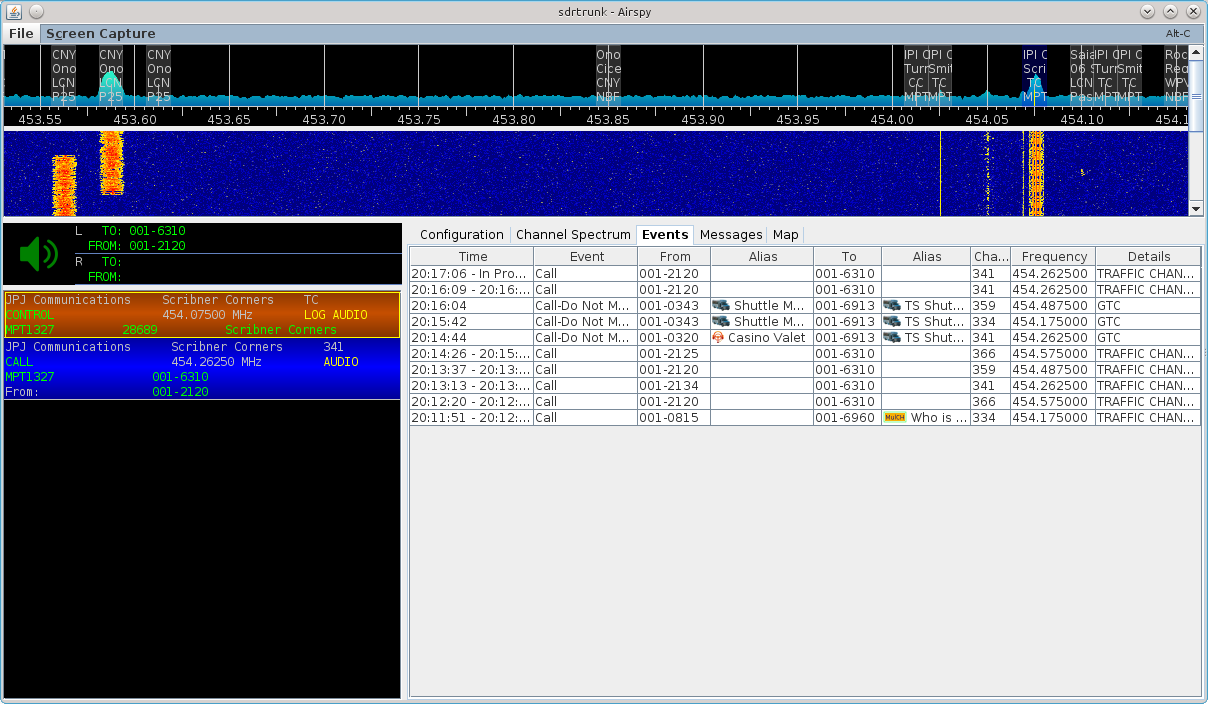 sdrtrunk - Airspy
File Screen Capture Alt-C
CNY CNY CNY Ono IPI C IPI C IPI C IPI C IPI C
Ono Ono Ono Cice Turr Smit Scri Turr Smit
LCN LCN LCN CNY CC TC TC LCN TC TC
P25 P25 P25 NBF MPT MPT MPT MPT MPT
453.55 453.60 453.65 453.70 453.75 453.80 453.85 453.90 453.95 454.00 454.05 454.10 454.1
L TO: 001-6310
FROM: 001-2120
R TO:
FROM:
JPJ Communications Scribner Corners TC
CONTROL 454.07500 MHz LOG AUDIO
MPT1327 28689 Scribner Corners
JPJ Communications Scribner Corners 341
CALL 454.26250 MHz AUDIO
MPT1327 001-6310
From: 001-2120
Configuration Channel Spectrum Events Messages Map
Time Event From Alias To Alias Cha... Frequency Details
20:17:06 - In Pro... Call 001-2120 001-6310 341 454.262500 TRAFFIC CHAN...
20:16:09 - 20:16:... Call 001-2120 001-6310 341 454.262500 TRAFFIC CHAN...
20:16:04 Call-Do Not M... 001-0343 Shuttle M... 001-6913 TS Shut... 359 454.487500 GTC
20:15:42 Call-Do Not M... 001-0343 Shuttle M... 001-6913 TS Shut... 334 454.175000 GTC
20:14:44 Call-Do Not M... 001-0320 Casino Valet 001-6913 TS Shut... 341 454.262500 GTC
20:14:26 - 20:15:... Call 001-2125 001-6310 366 454.575000 TRAFFIC CHAN...
20:13:37 - 20:13:... Call 001-2120 001-6310 359 454.487500 TRAFFIC CHAN...
20:13:13 - 20:13:... Call 001-2134 001-6310 341 454.262500 TRAFFIC CHAN...
20:12:20 - 20:12:... Call 001-2120 001-6310 366 454.575000 TRAFFIC CHAN...
20:11:51 - 20:12:... Call 001-0815 001-6960 MulCH Who is ... 334 454.175000 TRAFFIC CHAN...